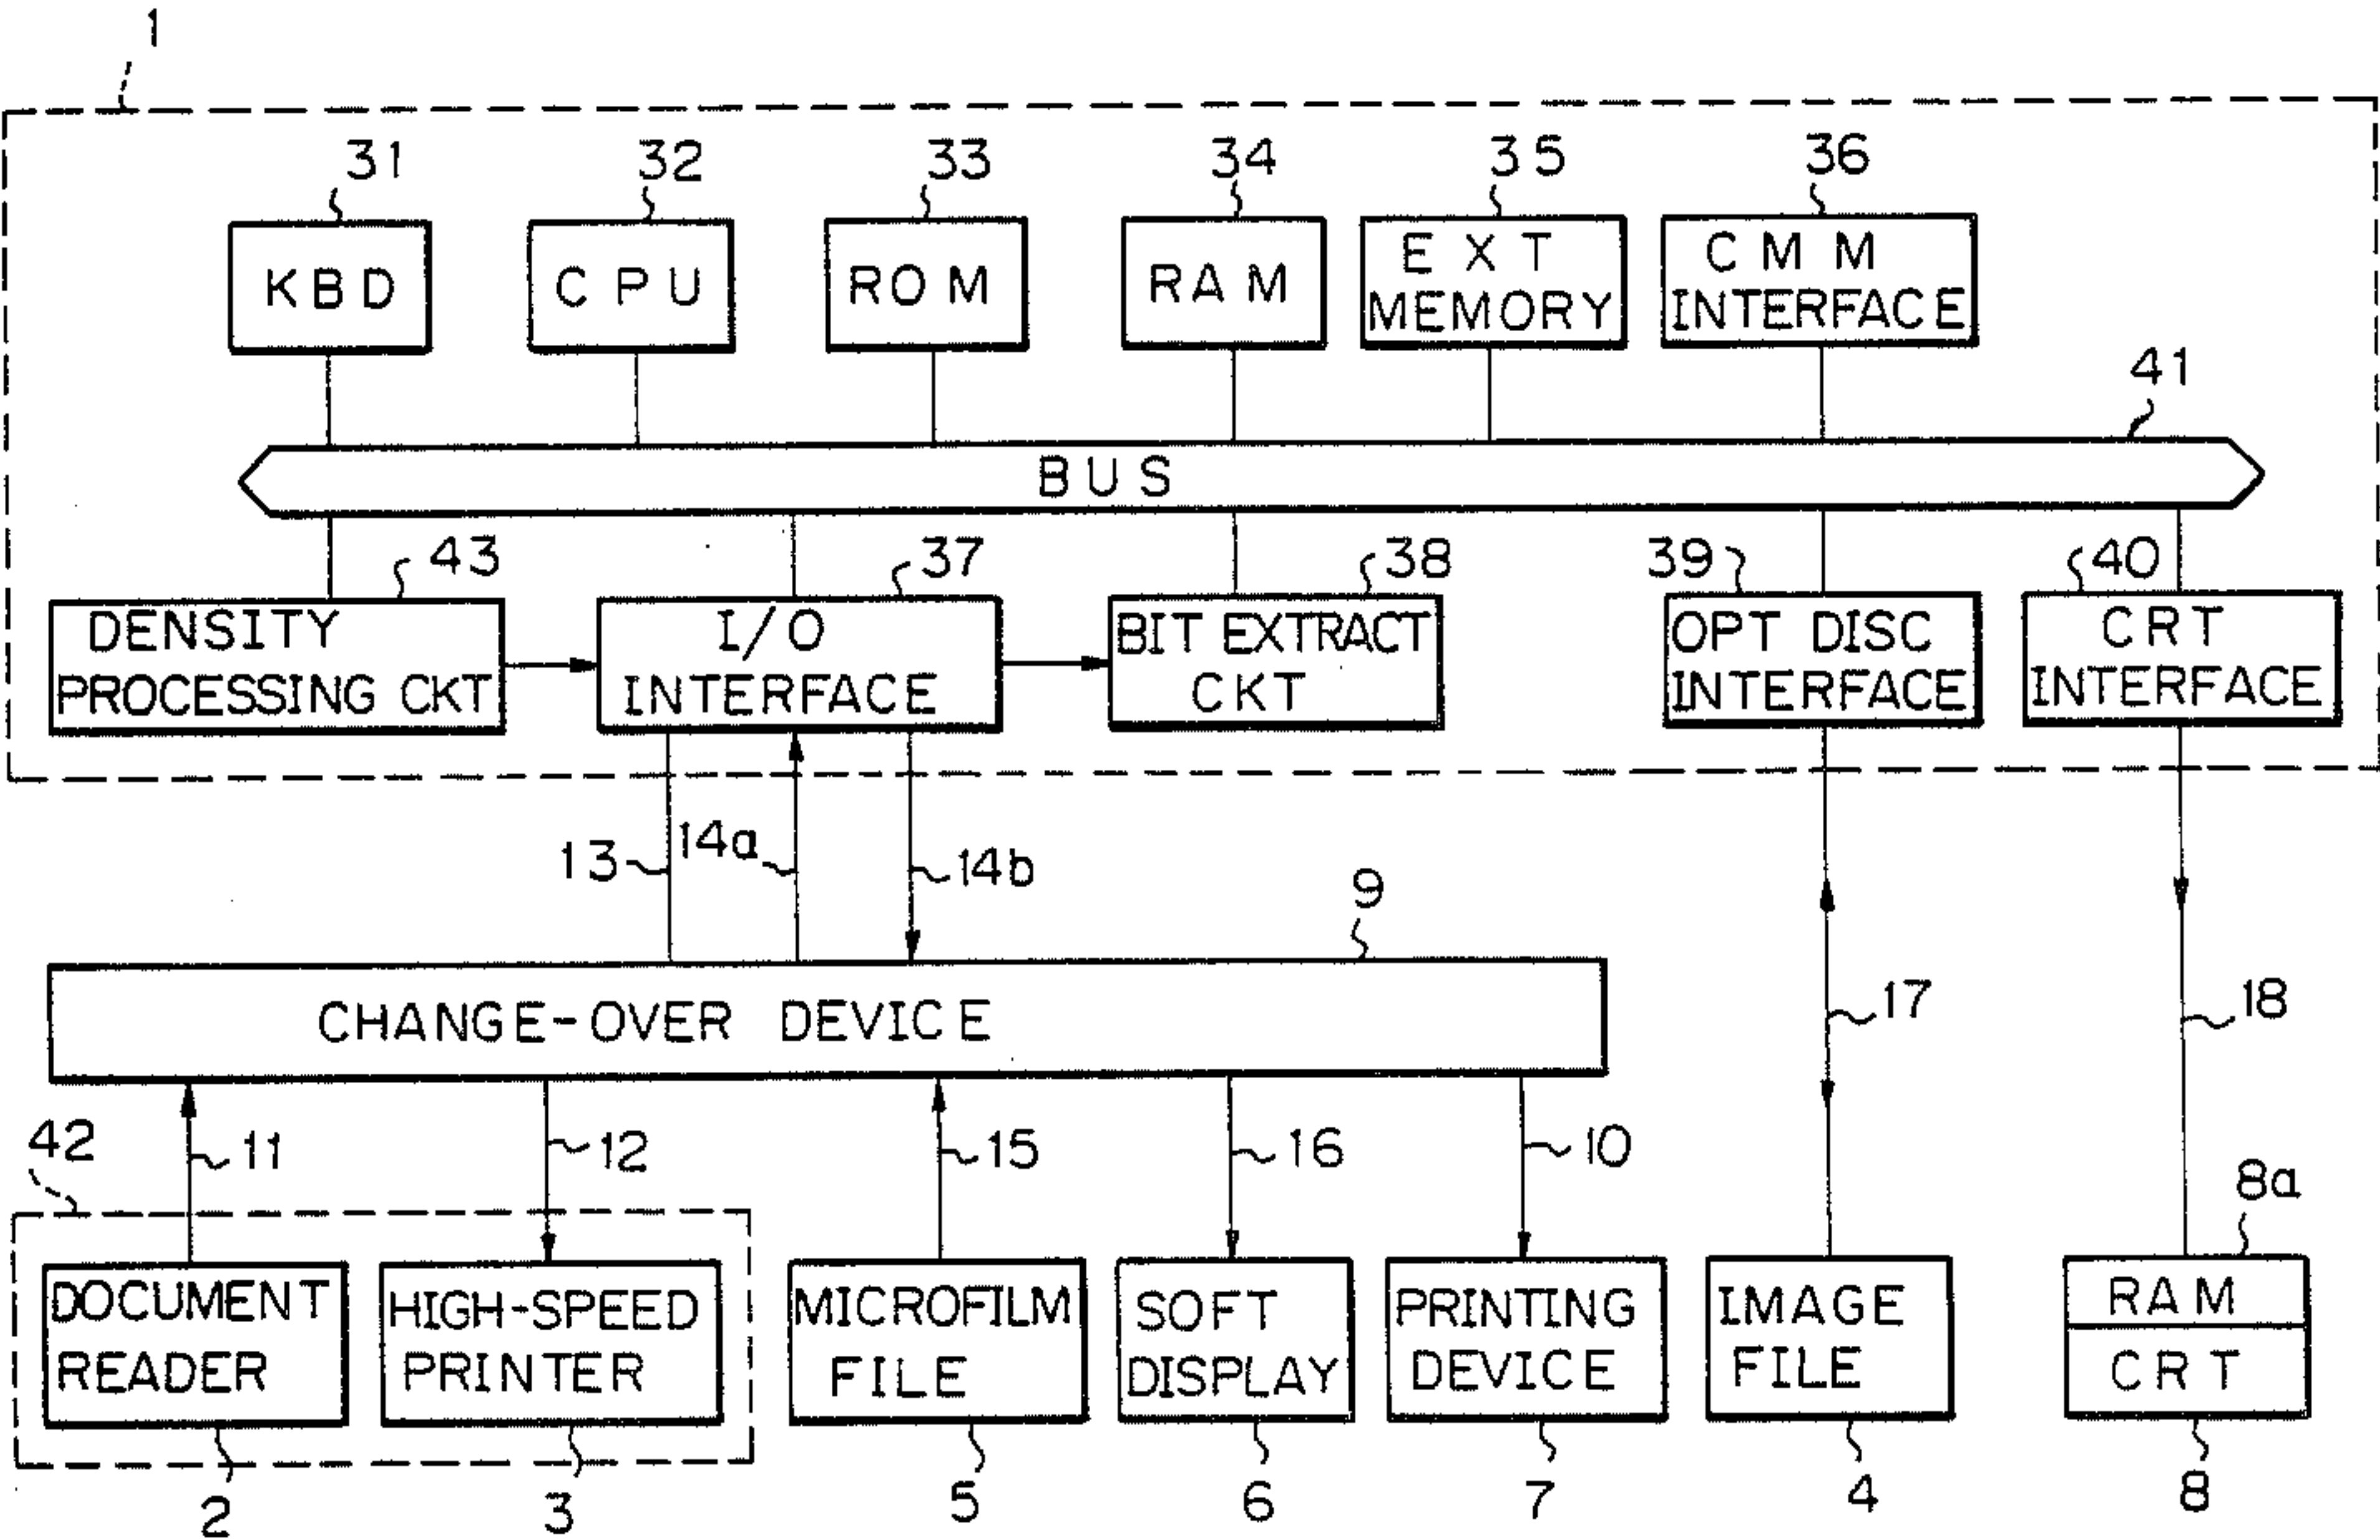 1
31
32
33
34
35
36
KBD
CPU
ROM
RAM
EXT
MEMORY
CMM
INTERFACE
41
BUS
43
37
38
39
40
DENSITY
PROCESSING CKT
I/O
INTERFACE
BIT EXTRACT
CKT
OPT DISC
INTERFACE
CRT
INTERFACE
13
14a
14b
9
CHANGE-OVER DEVICE
17
18
42
11
12
15
16
10
8a
DOCUMENT
READER
HIGH-SPEED
PRINTER
MICROFILM
FILE
SOFT
DISPLAY
PRINTING
DEVICE
IMAGE
FILE
RAM
CRT
2
3
5
6
7
4
8